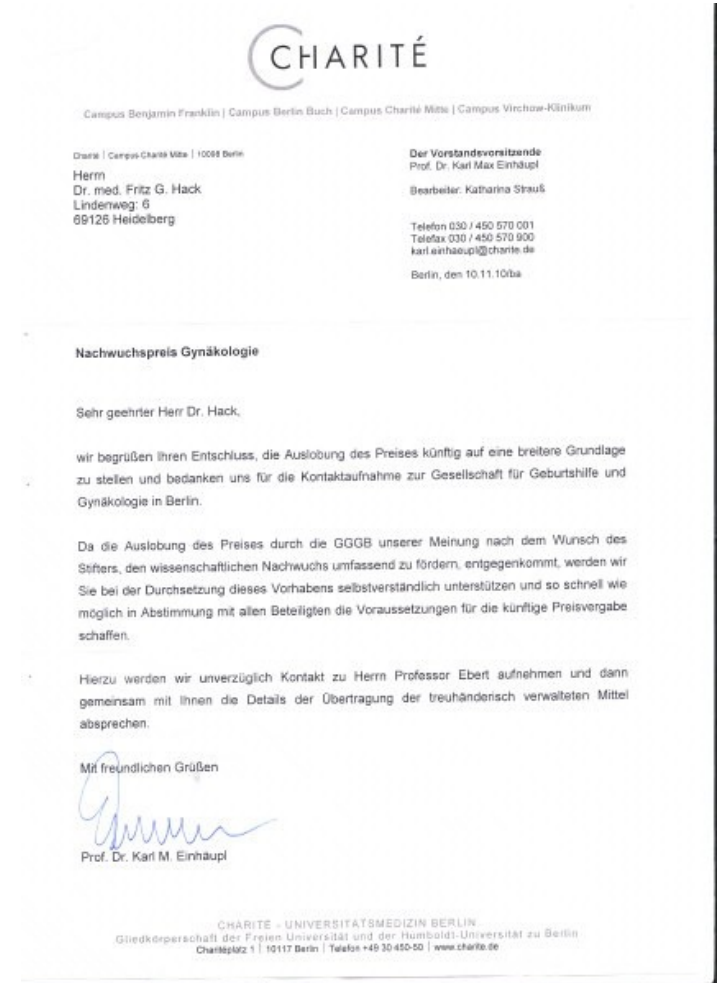 CHARITÉ
Campus Benjamin Franklin | Campus Berlin Buch | Campus Charité Mitte | Campus Virchow-Klinikum
Charité | Campus Charité Mitte | 10098 Berlin
Herrn
Dr. med. Fritz G. Hack
Lindenweg: 6
69126 Heidelberg
Der Vorstandsvorsitzende
Prof. Dr. Karl Max Einhäupl
Bearbeiter: Katharina Strauß
Telefon 030 / 450 570 001
Telefax 030 / 450 570 900
karl.einhaeupl@charite.de
Berlin, den 10.11.10/ba
Nachwuchspreis Gynäkologie
Sehr geehrter Herr Dr. Hack,
wir begrüßen Ihren Entschluss, die Auslobung des Preises künftig auf eine breitere Grundlage
zu stellen und bedanken uns für die Kontaktaufnahme zur Gesellschaft für Geburtshilfe und
Gynäkologie in Berlin.
Da die Auslobung des Preises durch die GGGB unserer Meinung nach dem Wunsch des
Stifters, den wissenschaftlichen Nachwuchs umfassend zu fördern, entgegenkommt, werden wir
Sie bei der Durchsetzung dieses Vorhabens selbstverständlich unterstützen und so schnell wie
möglich in Abstimmung mit allen Beteiligten die Voraussetzungen für die künftige Preisvergabe
schaffen.
Hierzu werden wir unverzüglich Kontakt zu Herrn Professor Ebert aufnehmen und dann
gemeinsam mit Ihnen die Details der Übertragung der treuhänderisch verwalteten Mittel
absprechen.
Mit freundlichen Grüßen
Prof. Dr. Karl M. Einhäupl
CHARITÉ - UNIVERSITÄTSMEDIZIN BERLIN
Gliedkörperschaft der Freien Universität und der Humboldt-Universität zu Berlin
Charitéplatz 1 | 10117 Berlin | Telefon +49 30 450-50 | www.charite.de